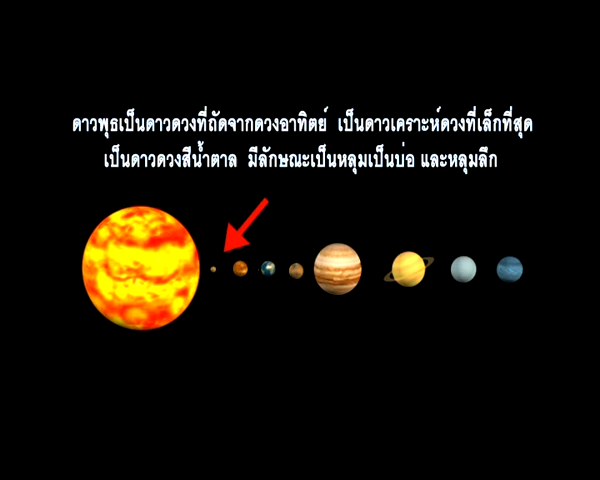 ดาวพุธเป็นดาวดวงที่ถัดจากดวงอาทิตย์ เป็นดาวเคราะห์ดวงที่เล็กที่สุด
เป็นดาวดวงสีน้ำตาล มีลักษณะเป็นหลุมเป็นบ่อ และหลุมลึก